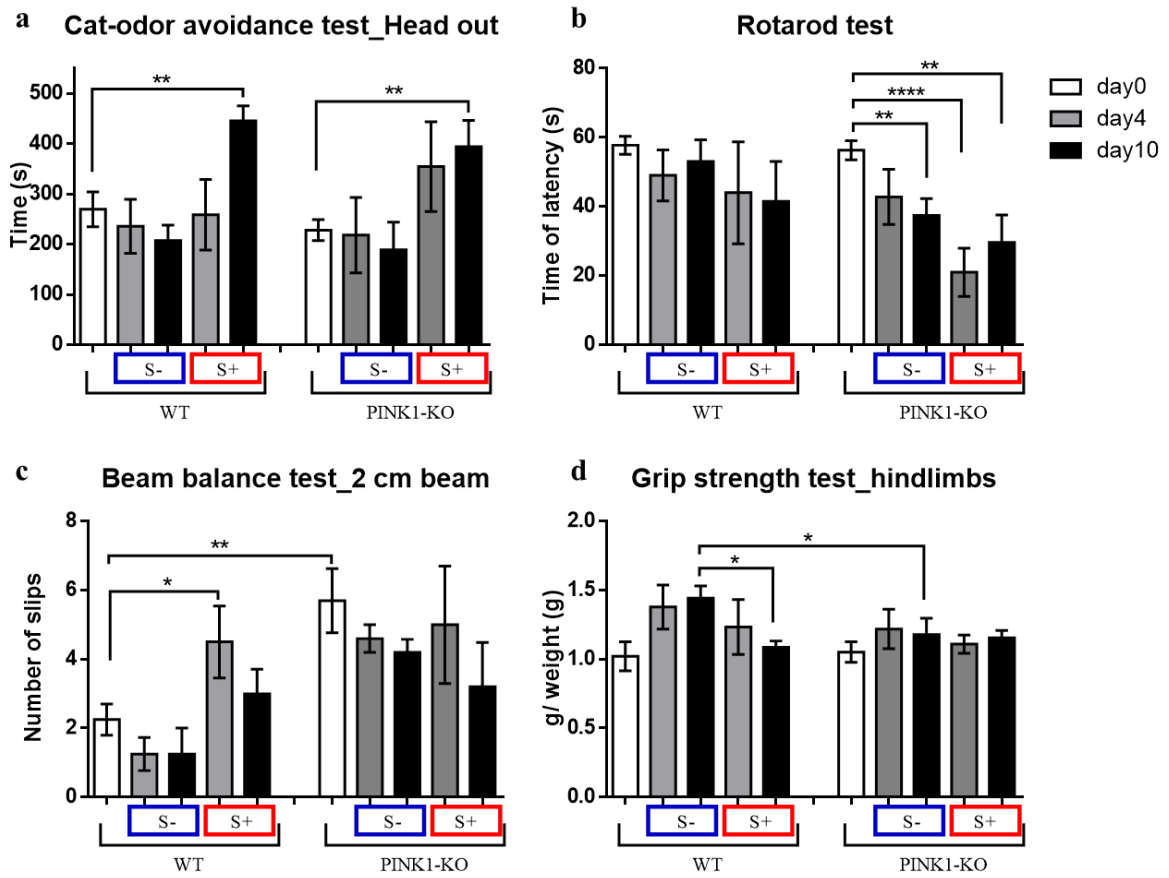 a Cat-odor avoidance test_Head out
Time (s)
500
400
300
200
100
0
**
**
S-
S+
S-
S+
WT
PINK1-KO
b Rotarod test
Time of latency (s)
80
60
40
20
0
**
****
**
S-
S+
S-
S+
WT
PINK1-KO
day0
day4
day10
c Beam balance test_2 cm beam
Number of slips
8
6
4
2
0
**
*
S-
S+
S-
S+
WT
PINK1-KO
d Grip strength test_hindlimbs
g/ weight (g)
2.0
1.5
1.0
0.5
0.0
*
*
S-
S+
S-
S+
WT
PINK1-KO